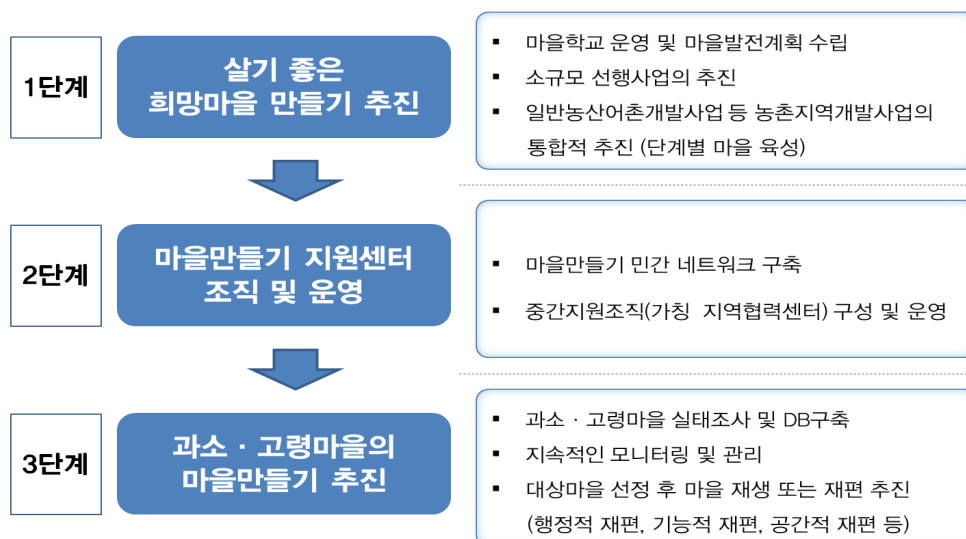 1단계
살기 좋은
희망마을 만들기 추진
▪ 마을학교 운영 및 마을발전계획 수립
▪ 소규모 선행사업의 추진
▪ 일반농산어촌개발사업 등 농촌지역개발사업의
통합적 추진 (단계별 마을 육성)
2단계
마을만들기 지원센터
조직 및 운영
▪ 마을만들기 민간 네트워크 구축
▪ 중간지원조직(가칭 지역협력센터) 구성 및 운영
3단계
과소 · 고령마을의
마을만들기 추진
▪ 과소 · 고령마을 실태조사 및 DB구축
▪ 지속적인 모니터링 및 관리
▪ 대상마을 선정 후 마을 재생 또는 재편 추진
(행정적 재편, 기능적 재편, 공간적 재편 등)